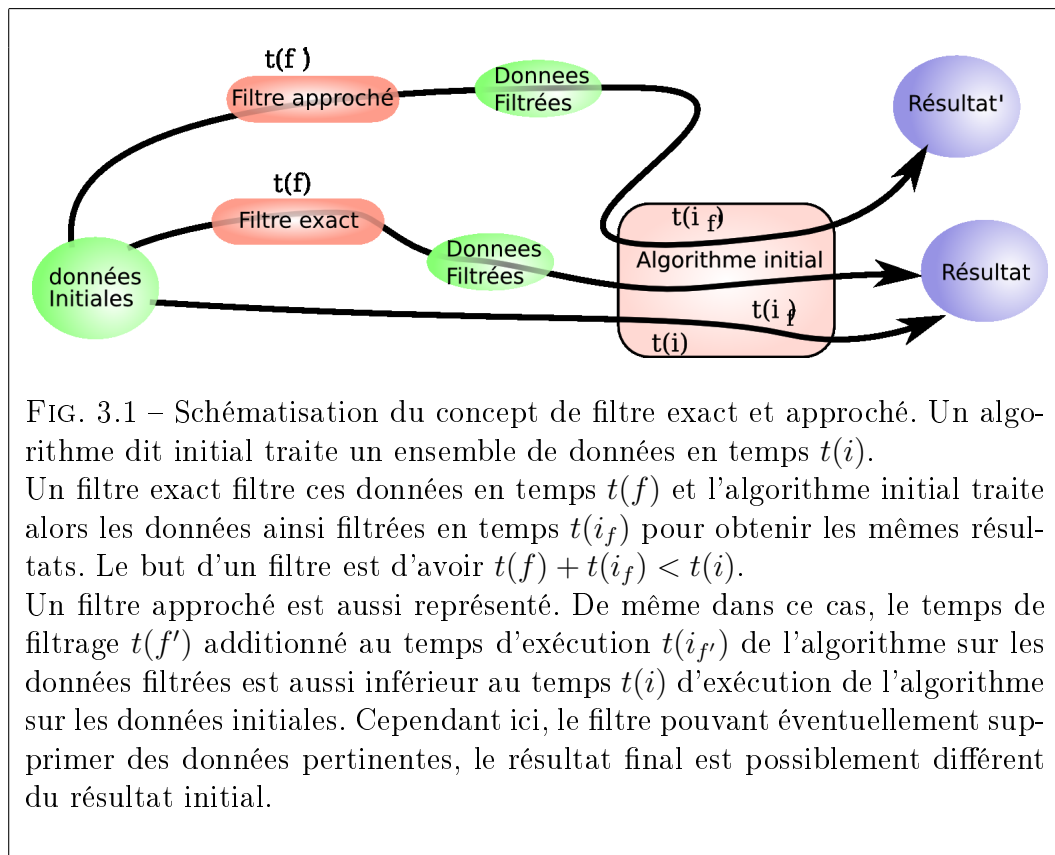 t(f')
Filtre approché
Donnees
Filtrées
Résultat'
t(f)
Filtre exact
Donnees
Filtrées
données
Initiales
t(i f')
Algorithme initial
t(i f)
t(i)
Résultat
FIG. 3.1 – Schématisation du concept de filtre exact et approché. Un algo-
rithme dit initial traite un ensemble de données en temps t(i).
Un filtre exact filtre ces données en temps t(f) et l'algorithme initial traite
alors les données ainsi filtrées en temps t(i_f) pour obtenir les mêmes résul-
tats. Le but d'un filtre est d'avoir t(f) + t(i_f) < t(i).
Un filtre approché est aussi représenté. De même dans ce cas, le temps de
filtrage t(f') additionné au temps d'exécution t(i_{f'}) de l'algorithme sur les
données filtrées est aussi inférieur au temps t(i) d'exécution de l'algorithme
sur les données initiales. Cependant ici, le filtre pouvant éventuellement sup-
primer des données pertinentes, le résultat final est possiblement différent
du résultat initial.